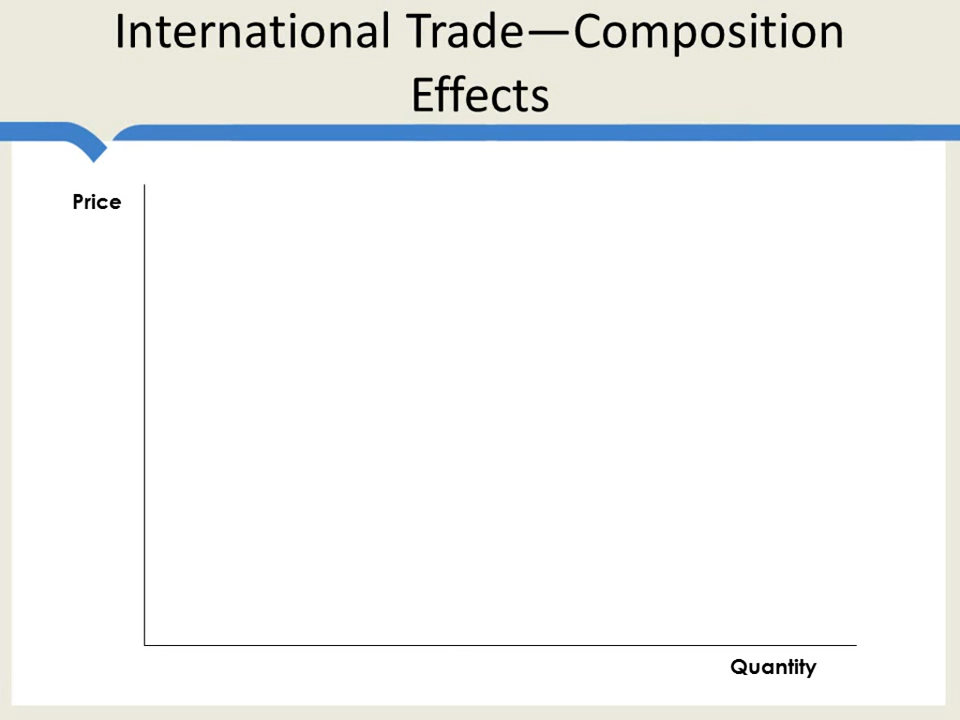 International Trade—Composition
Effects
Price
Quantity